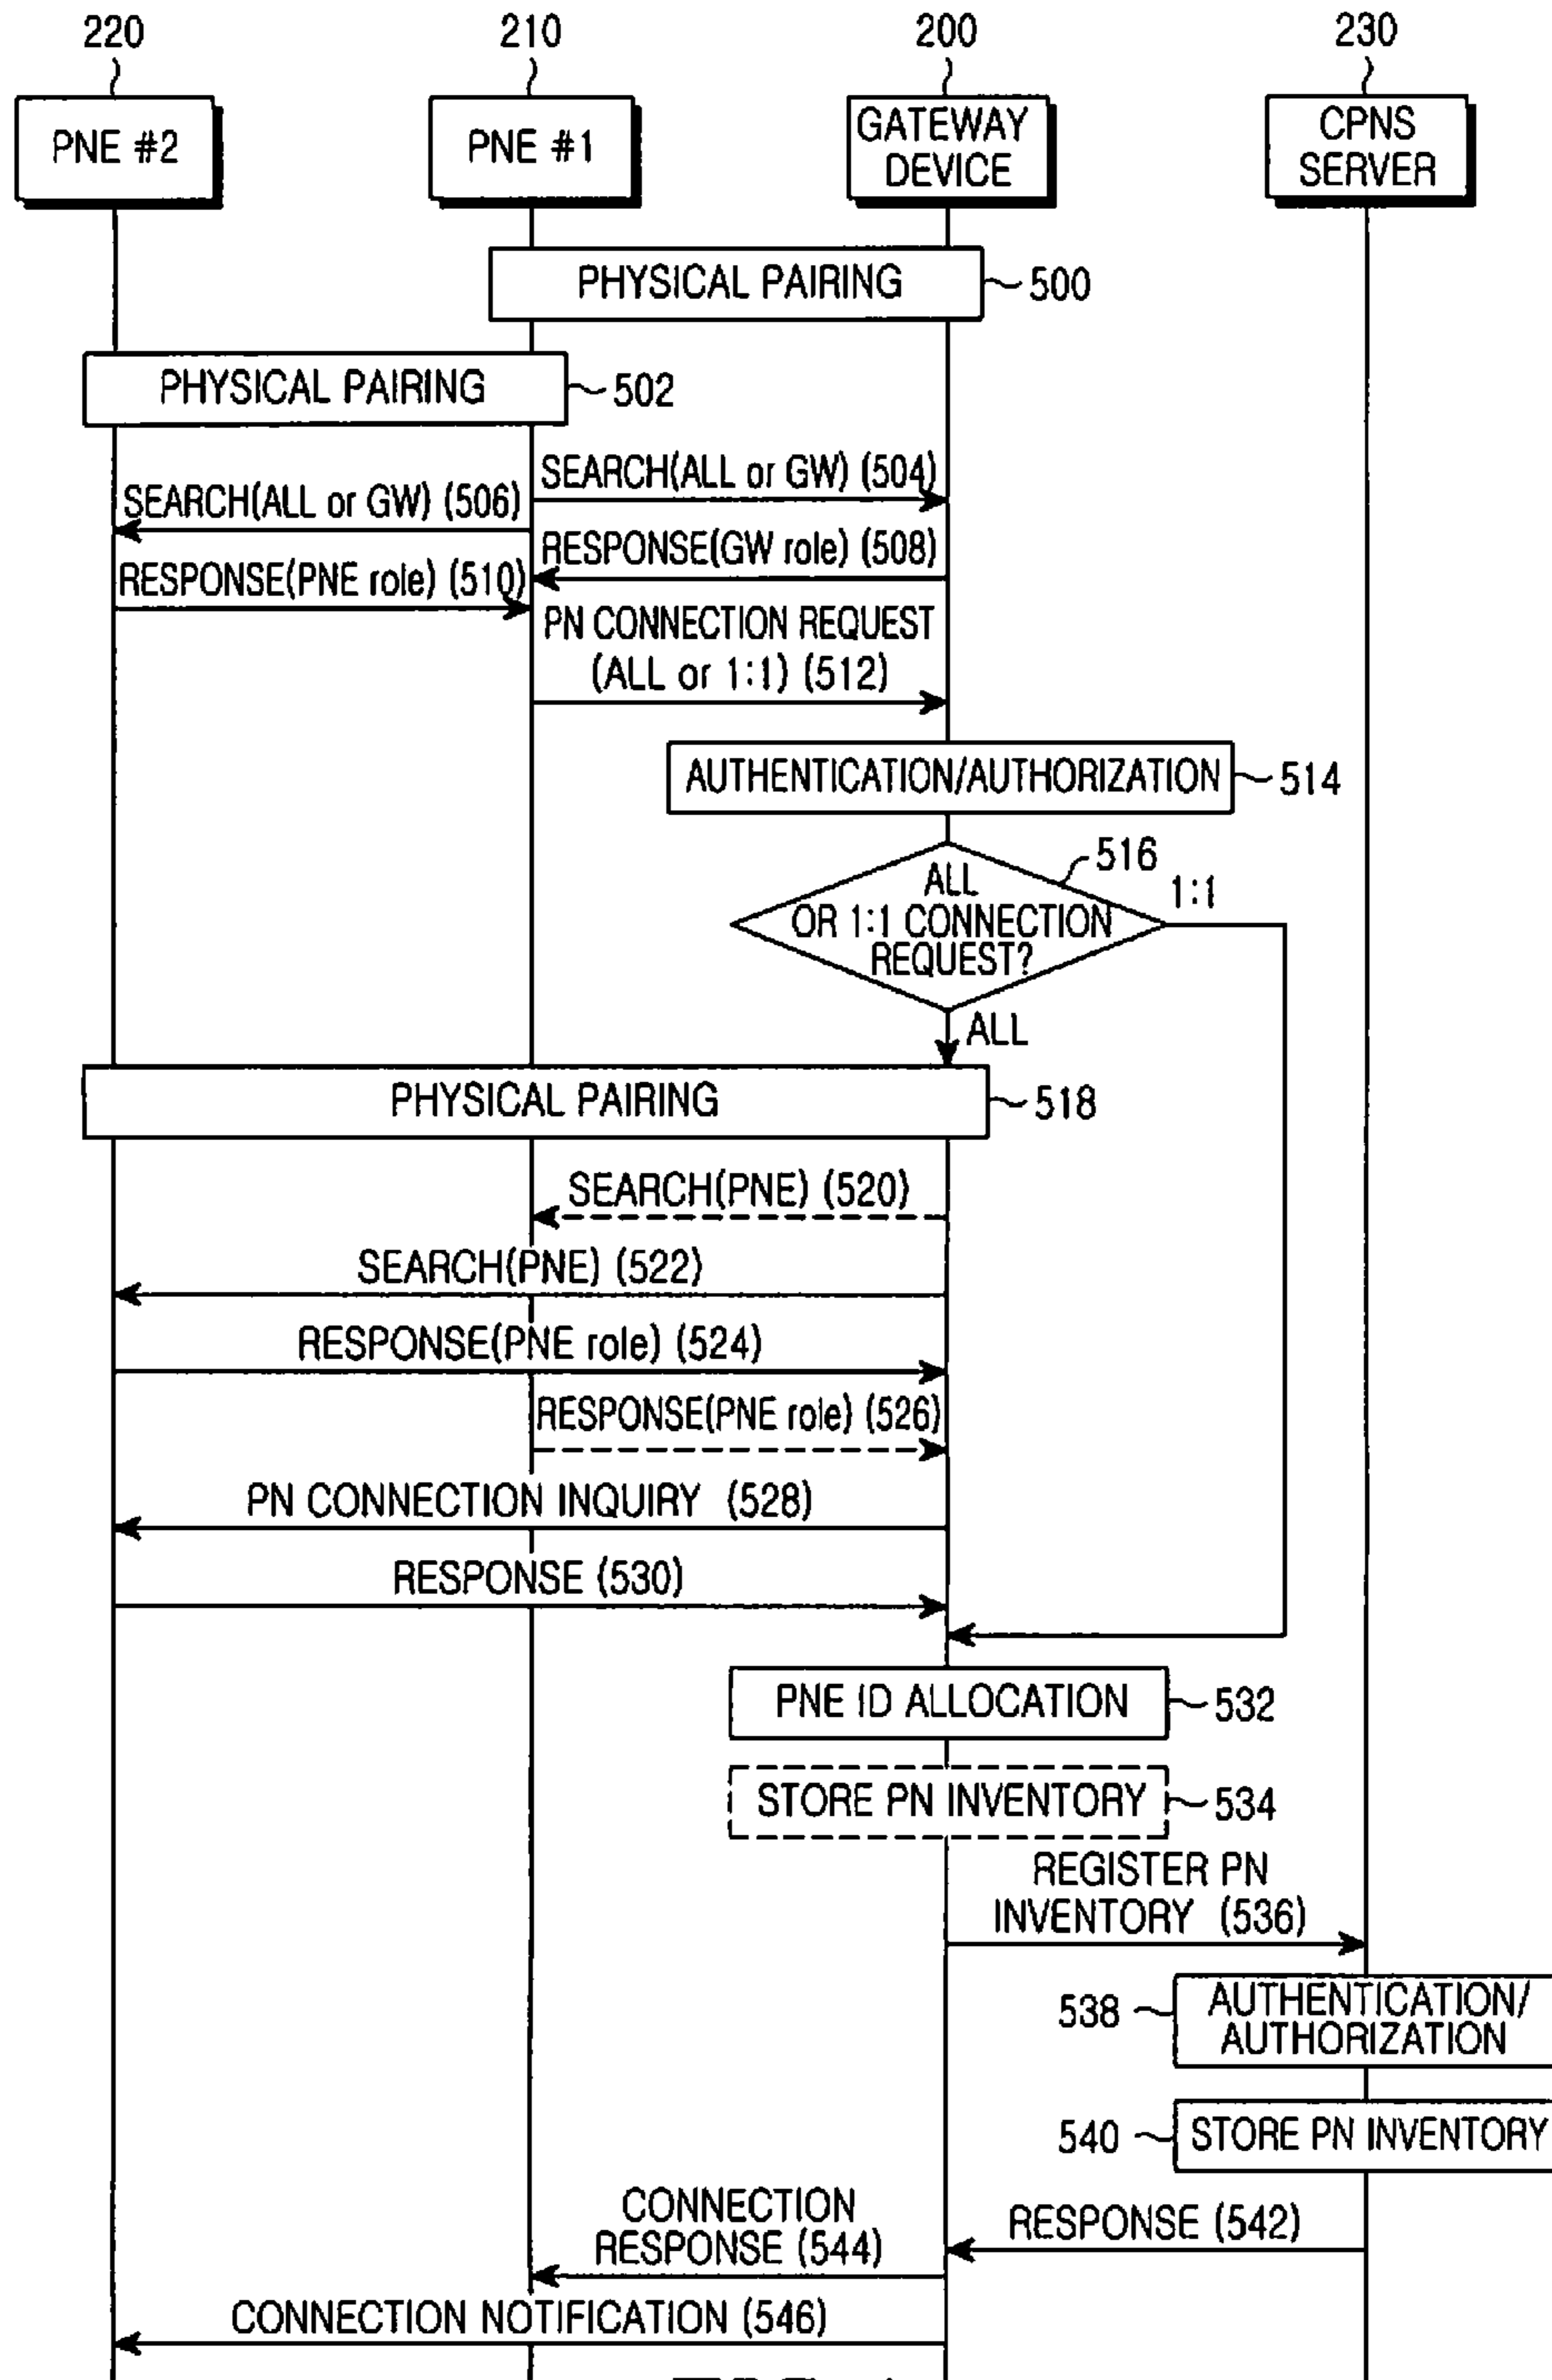 220
210
200
230
PNE #2
PNE #1
GATEWAY
DEVICE
CPNS
SERVER
PHYSICAL PAIRING
500
PHYSICAL PAIRING
502
SEARCH(ALL or GW) (504)
SEARCH(ALL or GW) (506)
RESPONSE(GW role) (508)
RESPONSE(PNE role) (510)
PN CONNECTION REQUEST
(ALL or 1:1) (512)
AUTHENTICATION/AUTHORIZATION
514
516
ALL
OR 1:1 CONNECTION
REQUEST?
1:1
ALL
PHYSICAL PAIRING
518
SEARCH(PNE) (520)
SEARCH(PNE) (522)
RESPONSE(PNE role) (524)
RESPONSE(PNE role) (526)
PN CONNECTION INQUIRY (528)
RESPONSE (530)
PNE ID ALLOCATION
532
STORE PN INVENTORY
534
REGISTER PN
INVENTORY (536)
538
AUTHENTICATION/
AUTHORIZATION
540
STORE PN INVENTORY
CONNECTION
RESPONSE (544)
RESPONSE (542)
CONNECTION NOTIFICATION (546)